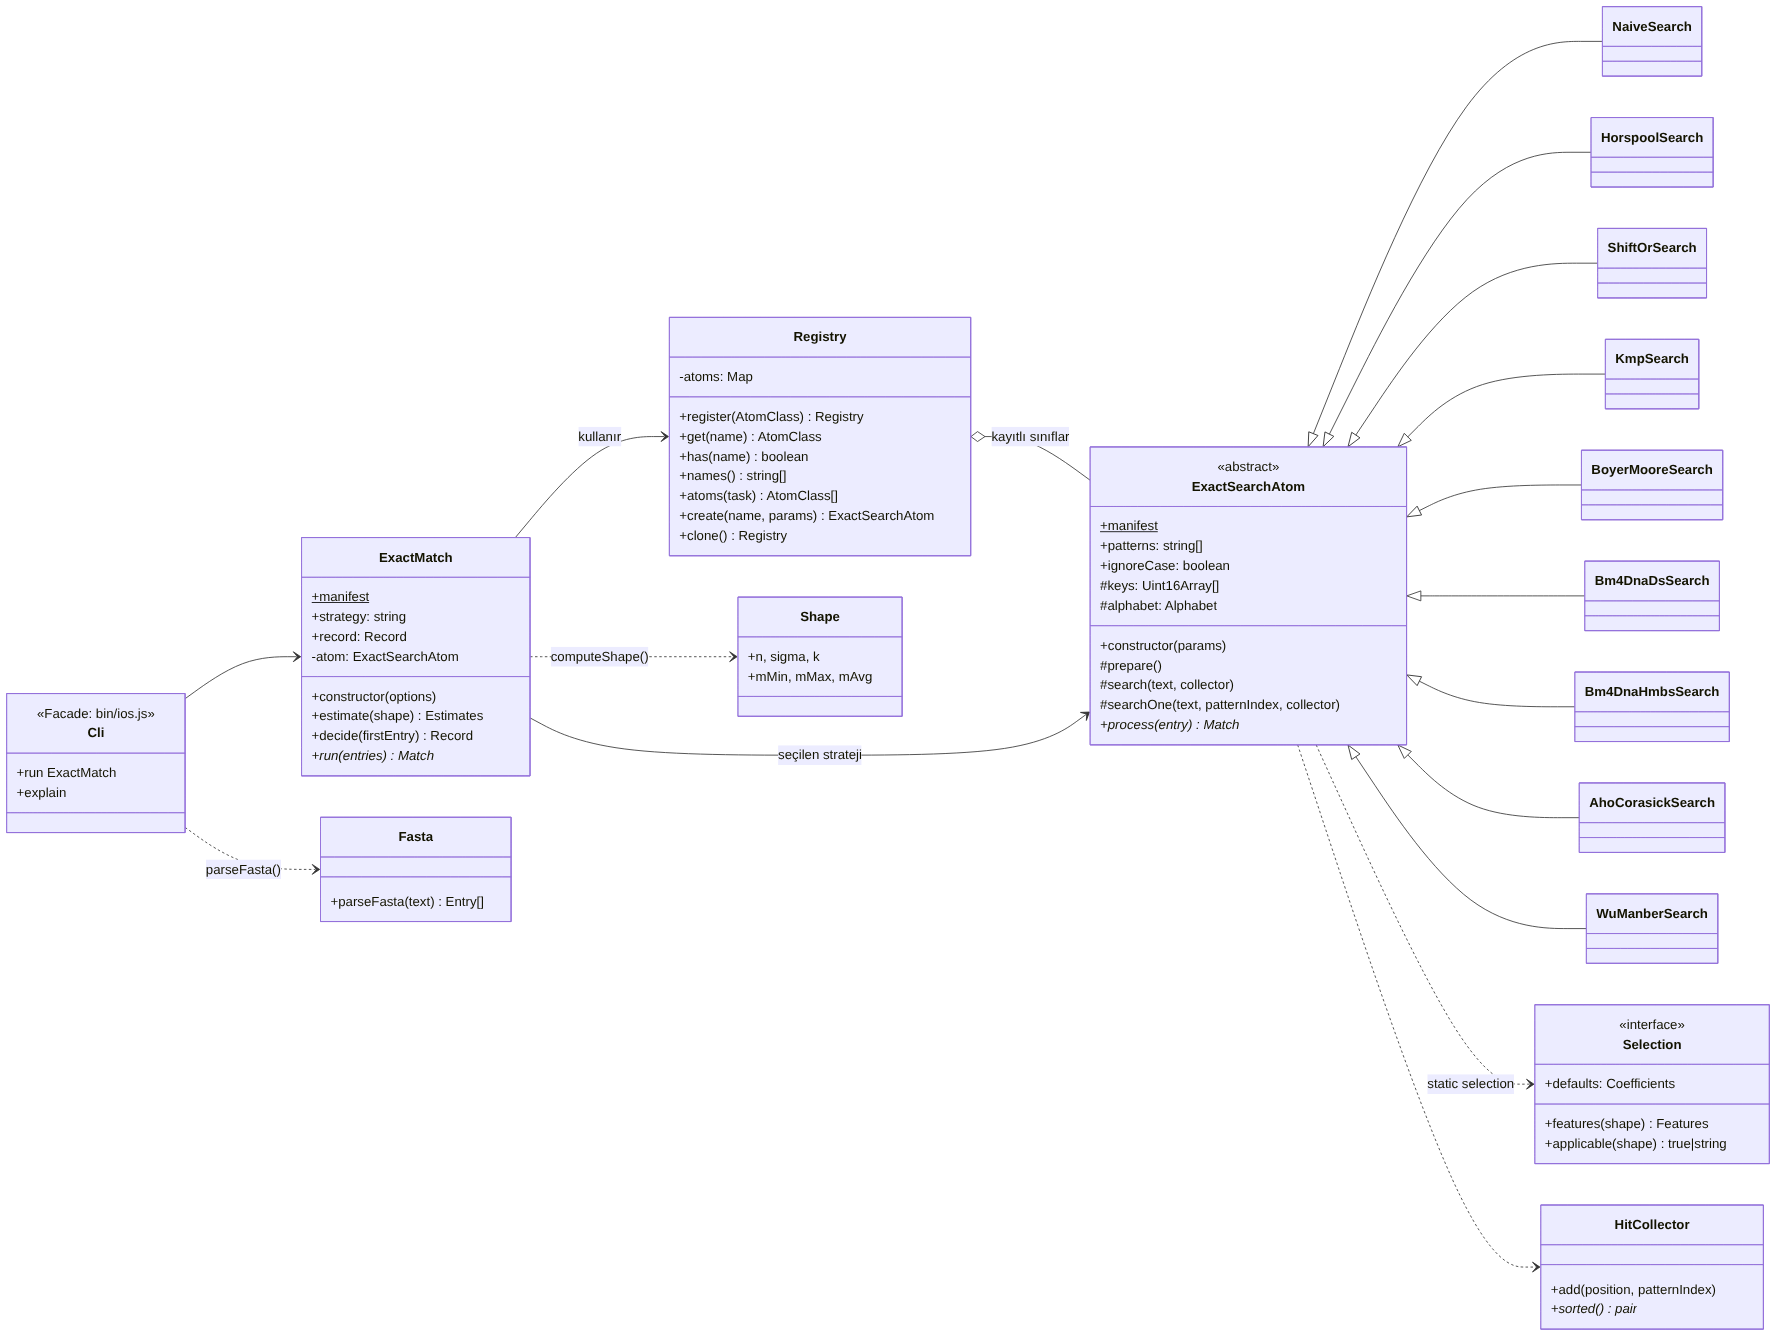 NaiveSearch
HorspoolSearch
ShiftOrSearch
KmpSearch
BoyerMooreSearch
Bm4DnaDsSearch
Bm4DnaHmbsSearch
AhoCorasickSearch
WuManberSearch
Registry
-atoms: Map
+register(AtomClass) : Registry
+get(name) : AtomClass
+has(name) : boolean
+names() : string[]
+atoms(task) : AtomClass[]
+create(name, params) : ExactSearchAtom
+clone() : Registry
kullanır
kayıtlı sınıflar
«abstract»
ExactSearchAtom
+manifest
+patterns: string[]
+ignoreCase: boolean
#keys: Uint16Array[]
#alphabet: Alphabet
+constructor(params)
#prepare()
#search(text, collector)
#searchOne(text, patternIndex, collector)
+process(entry) : Match
ExactMatch
+manifest
+strategy: string
+record: Record
-atom: ExactSearchAtom
+constructor(options)
+estimate(shape) : Estimates
+decide(firstEntry) : Record
+run(entries) : Match
computeShape()
Shape
+n, sigma, k
+mMin, mMax, mAvg
seçilen strateji
«Facade: bin/ios.js»
Cli
+run ExactMatch
+explain
parseFasta()
Fasta
+parseFasta(text) : Entry[]
static selection
«interface»
Selection
+defaults: Coefficients
+features(shape) : Features
+applicable(shape) : true|string
HitCollector
+add(position, patternIndex)
+sorted() : pair